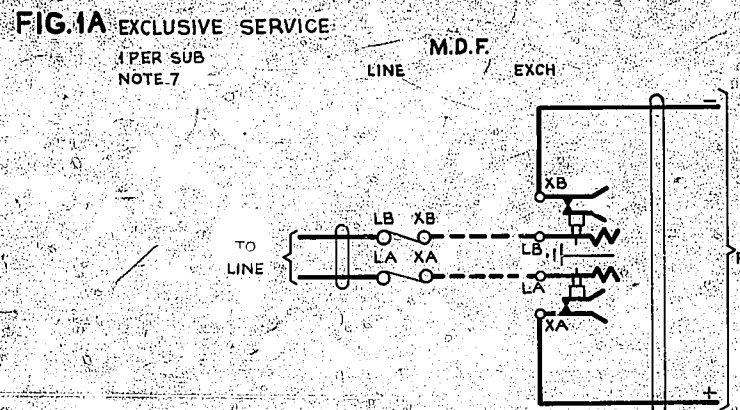 FIG.1A EXCLUSIVE SERVICE
1 PER SUB
NOTE.7
M.D.F.
LINE EXCH
−
XB
LB XB
TO
LINE
LA XA
LB
LA
XA
+